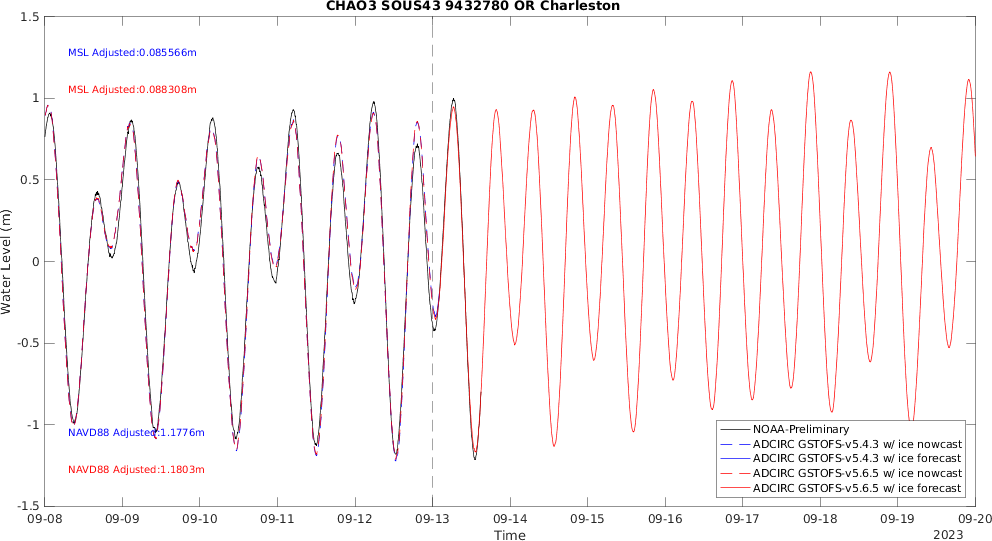 CHAO3 SOUS43 9432780 OR Charleston
1.5
MSL Adjusted:0.085566m
MSL Adjusted:0.088308m
1
0.5
0
-0.5
-1
-1.5
Water Level (m)
NAVD88 Adjusted:1.1776m
NAVD88 Adjusted:1.1803m
NOAA-Preliminary
ADCIRC GSTOFS-v5.4.3 w/ ice nowcast
ADCIRC GSTOFS-v5.4.3 w/ ice forecast
ADCIRC GSTOFS-v5.6.5 w/ ice nowcast
ADCIRC GSTOFS-v5.6.5 w/ ice forecast
09-08 09-09 09-10 09-11 09-12 09-13 09-14 09-15 09-16 09-17 09-18 09-19 09-20
Time
2023